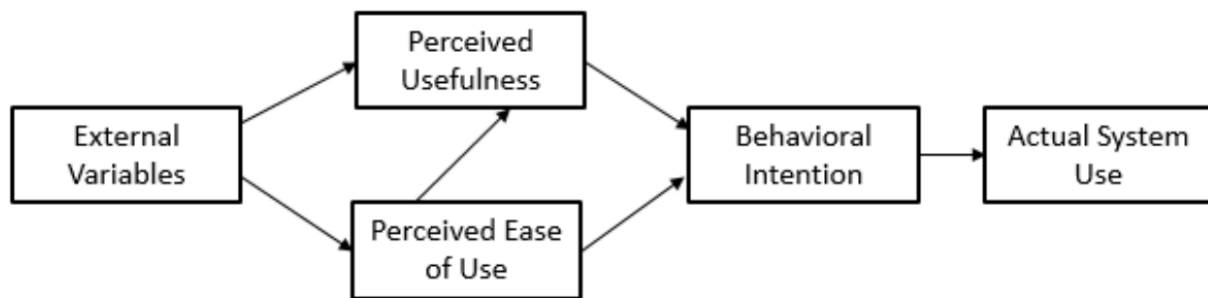 External
Variables
Perceived
Usefulness
Perceived Ease
of Use
Behavioral
Intention
Actual System
Use